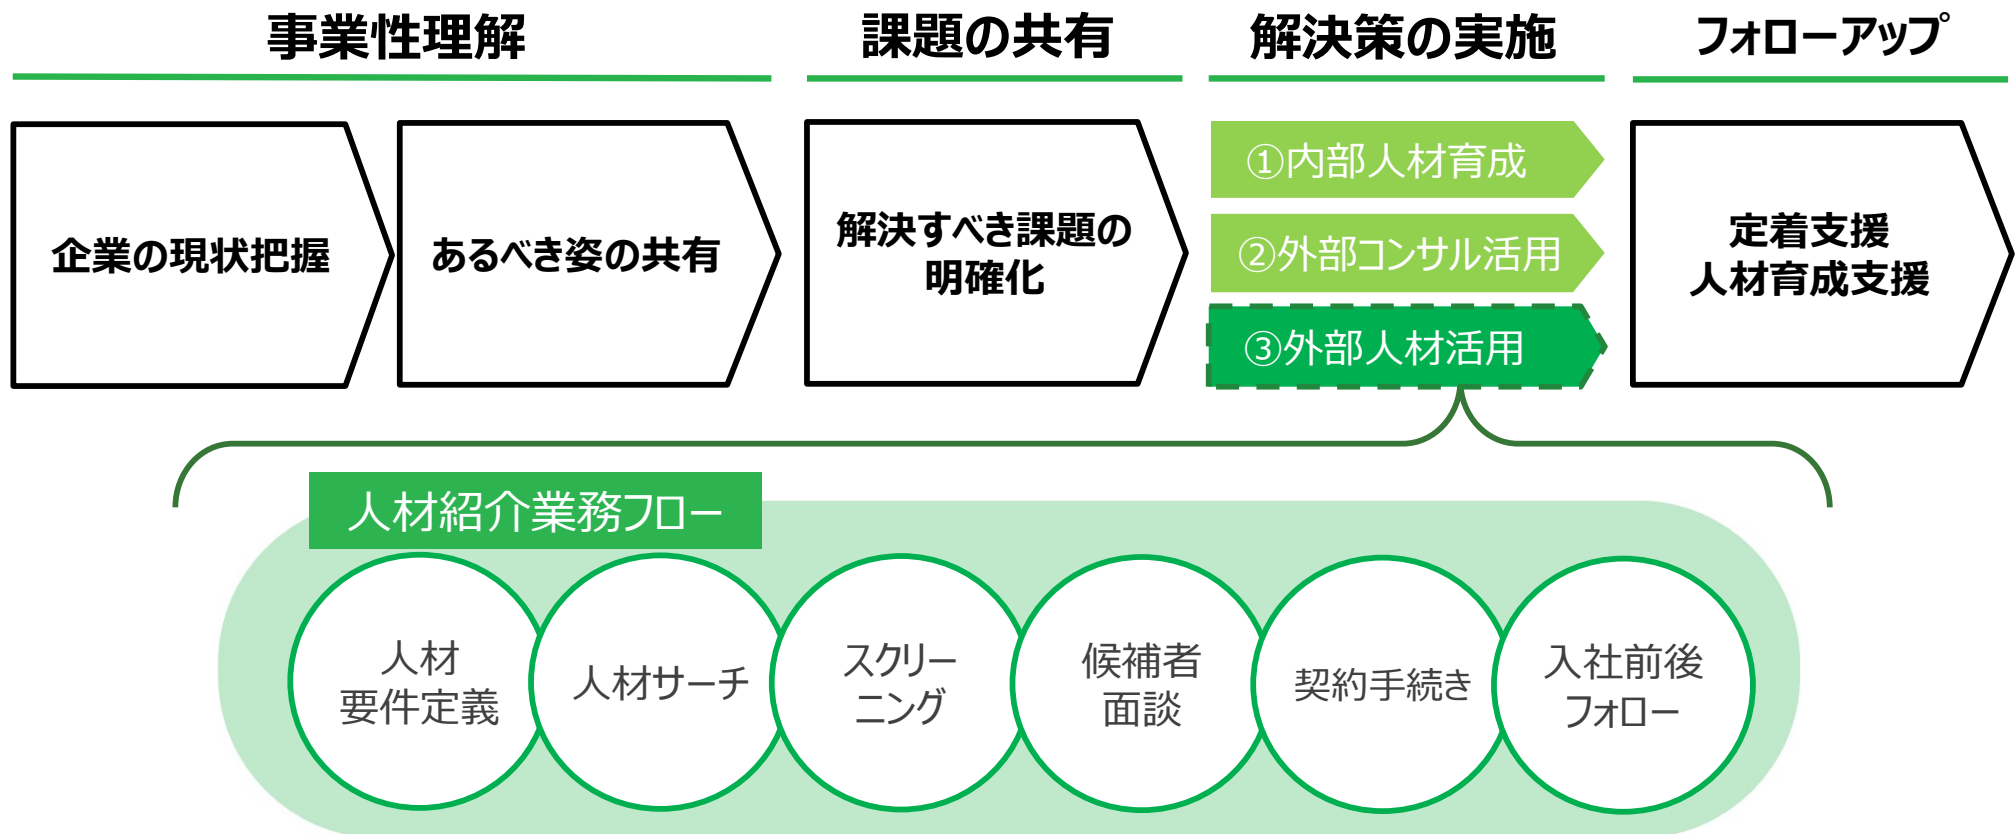 事業性理解
課題の共有
解決策の実施
フォローアップ
企業の現状把握
あるべき姿の共有
解決すべき課題の
明確化
①内部人材育成
②外部コンサル活用
③外部人材活用
定着支援
人材育成支援
人材紹介業務フロー
人材
要件定義
人材サーチ
スクリー
ニング
候補者
面談
契約手続き
入社前後
フォロー